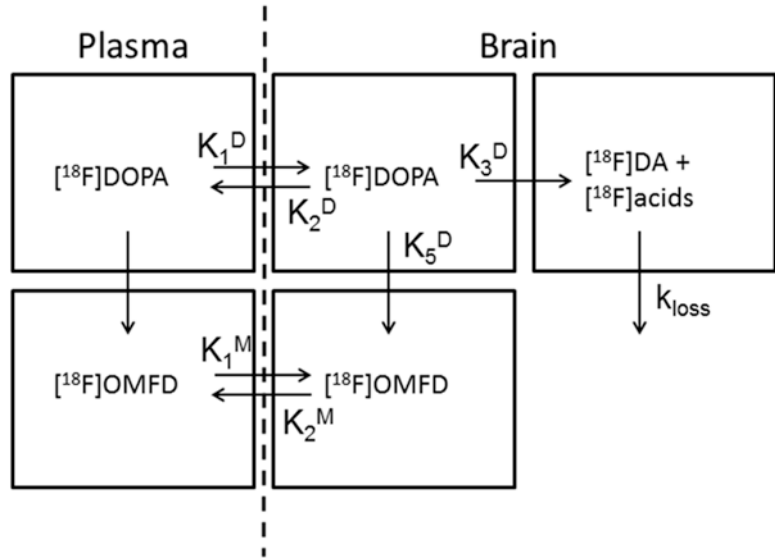 Plasma
Brain
[¹⁸F]DOPA
K₁ᴰ
K₂ᴰ
[¹⁸F]DOPA
K₃ᴰ
[¹⁸F]DA +
[¹⁸F]acids
K₅ᴰ
k_loss
[¹⁸F]OMFD
K₁ᴹ
K₂ᴹ
[¹⁸F]OMFD